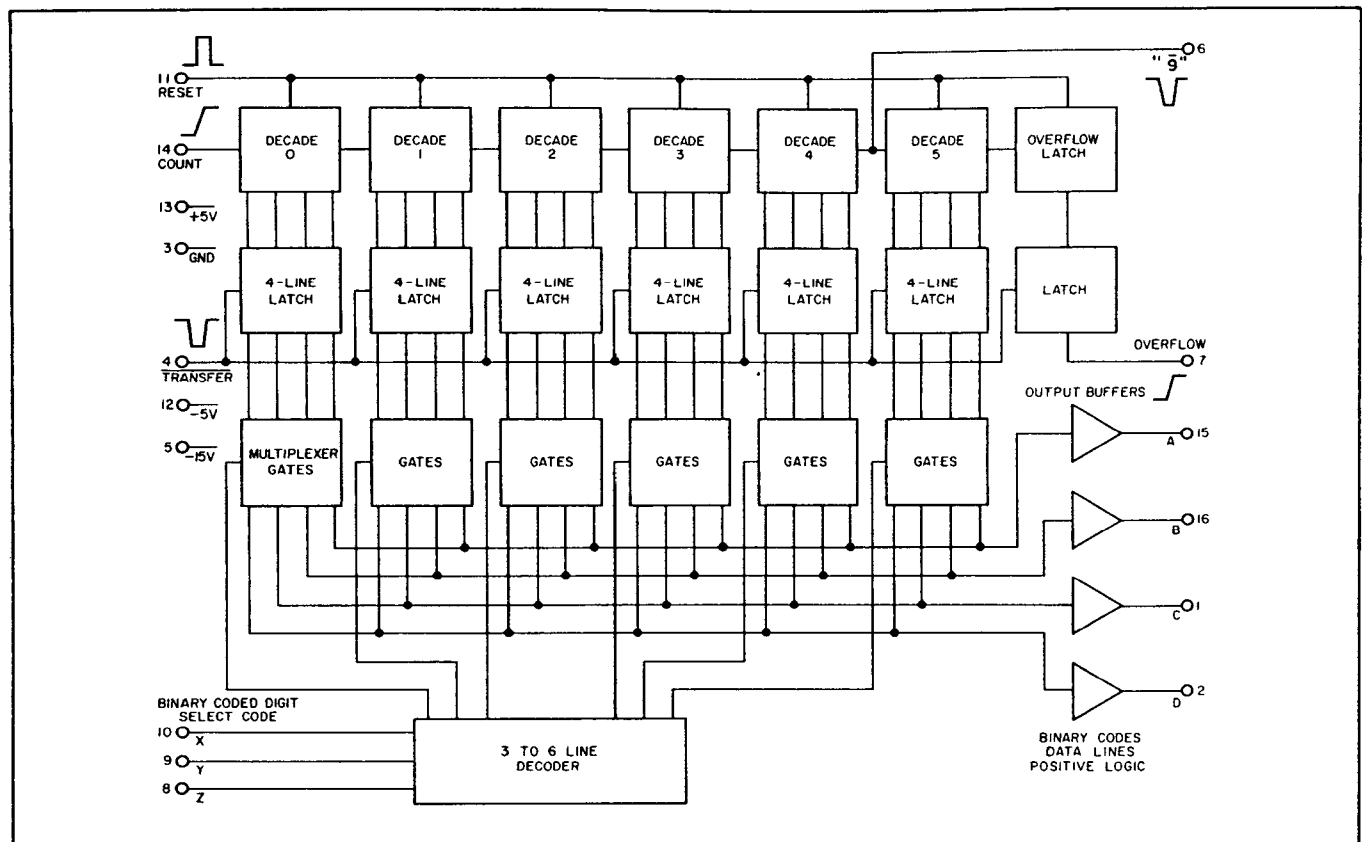 6
" 9̄ "
11
RESET
DECADE
0
DECADE
1
DECADE
2
DECADE
3
DECADE
4
DECADE
5
OVERFLOW
LATCH
14
COUNT
13
+5V
3
GND
4-LINE
LATCH
4-LINE
LATCH
4-LINE
LATCH
4-LINE
LATCH
4-LINE
LATCH
4-LINE
LATCH
LATCH
4
TRANSFER
OVERFLOW
7
12
-5V
5
-15V
OUTPUT BUFFERS
MULTIPLEXER
GATES
GATES
GATES
GATES
GATES
GATES
A
15
B
16
C
1
D
2
BINARY CODED DIGIT
SELECT CODE
10
X
9
Y
8
Z
3 TO 6 LINE
DECODER
BINARY CODES
DATA LINES
POSITIVE LOGIC